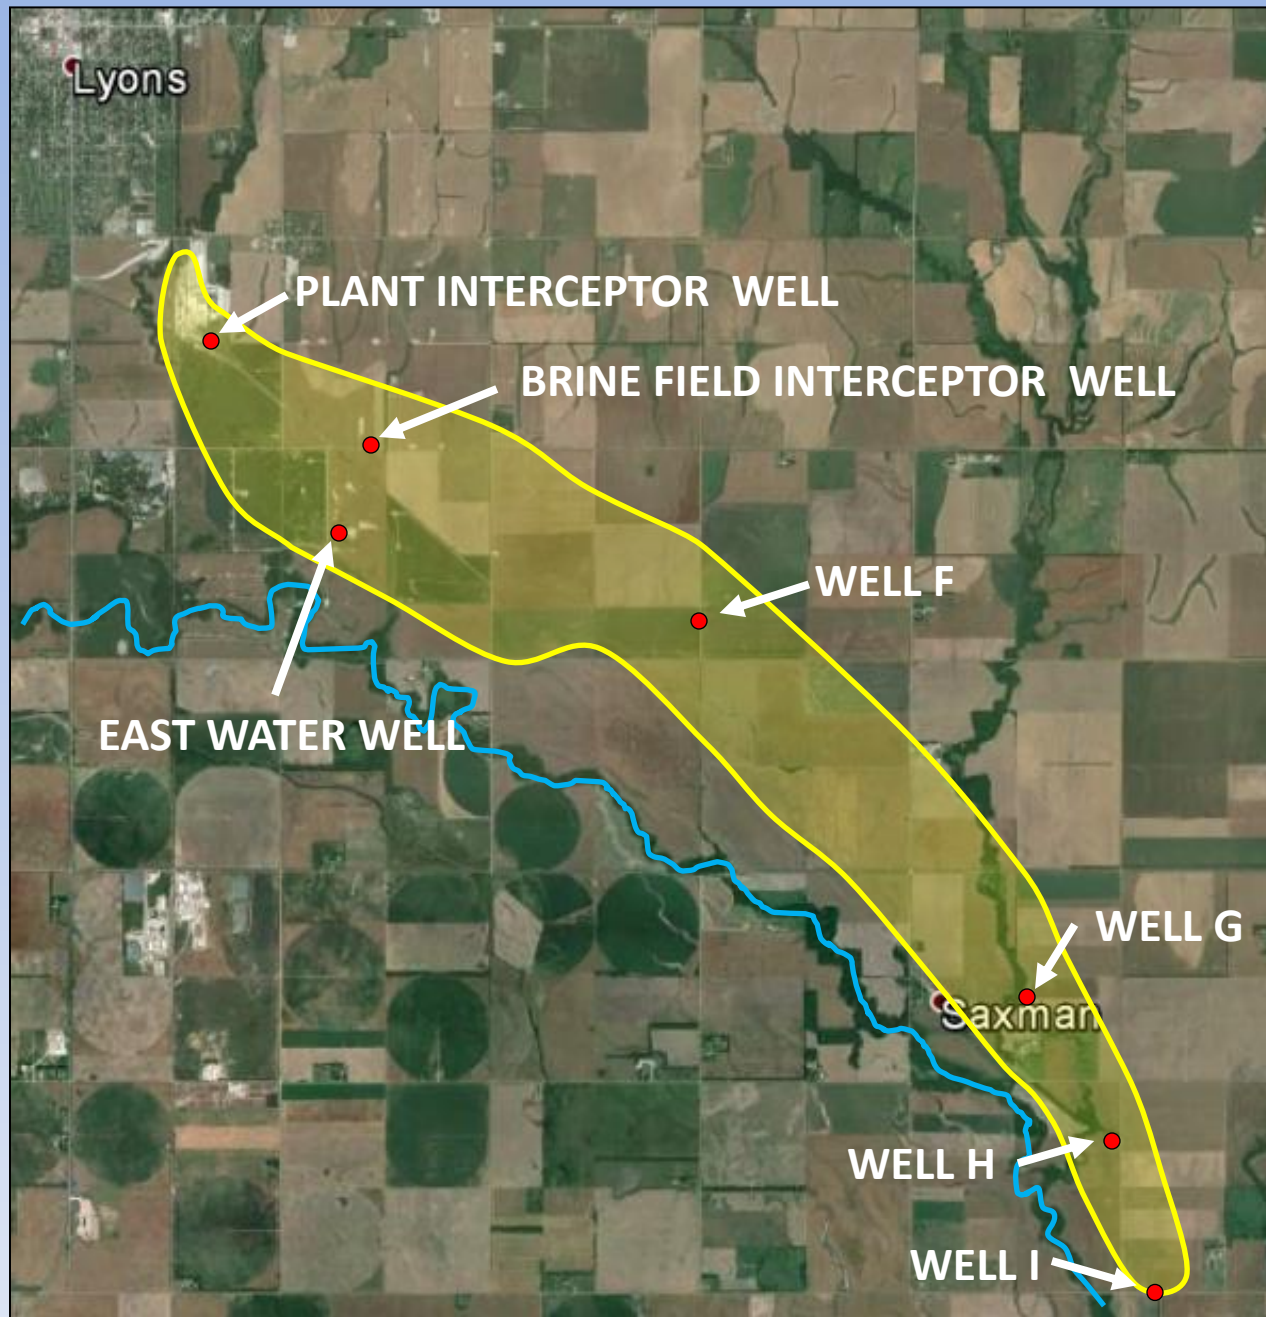 Lyons
PLANT INTERCEPTOR  WELL
BRINE FIELD INTERCEPTOR  WELL
WELL F
EAST WATER WELL
WELL G
Saxman
WELL H
WELL I